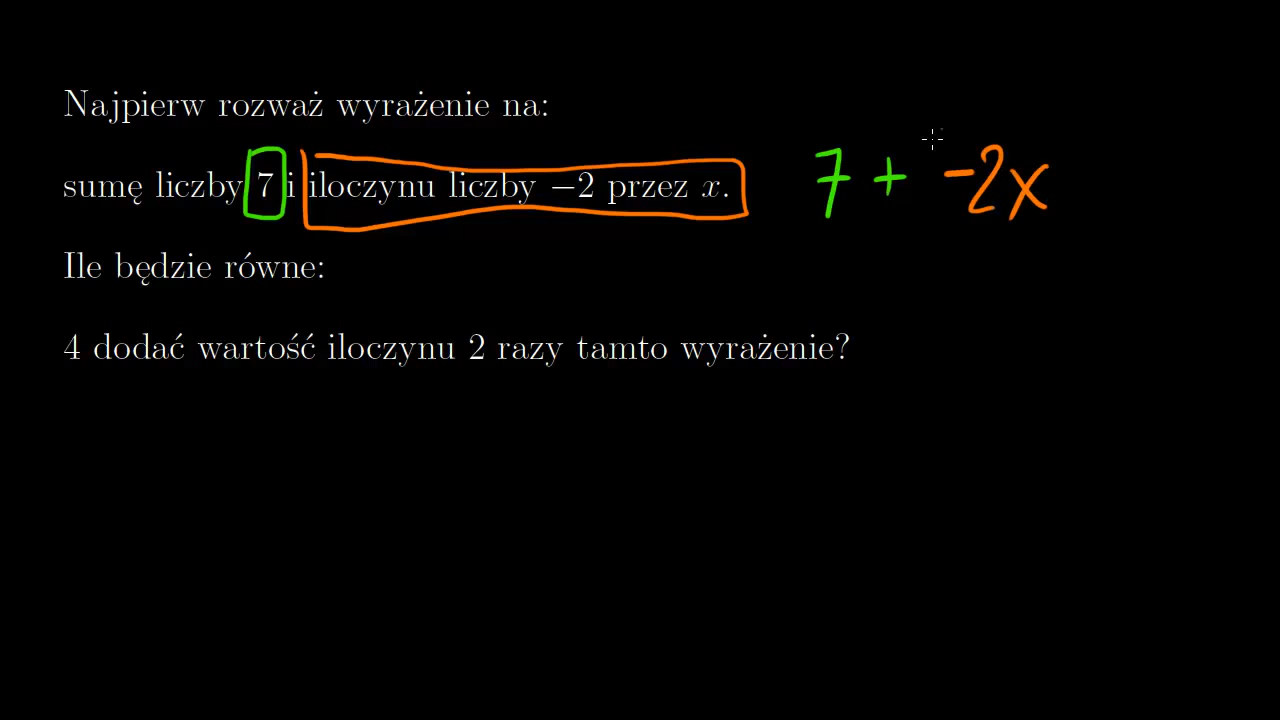 Najpierw rozważ wyrażenie na:
sumę liczby 7 i iloczynu liczby −2 przez x. 7 + -2x
Ile będzie równe:
4 dodać wartość iloczynu 2 razy tamto wyrażenie?